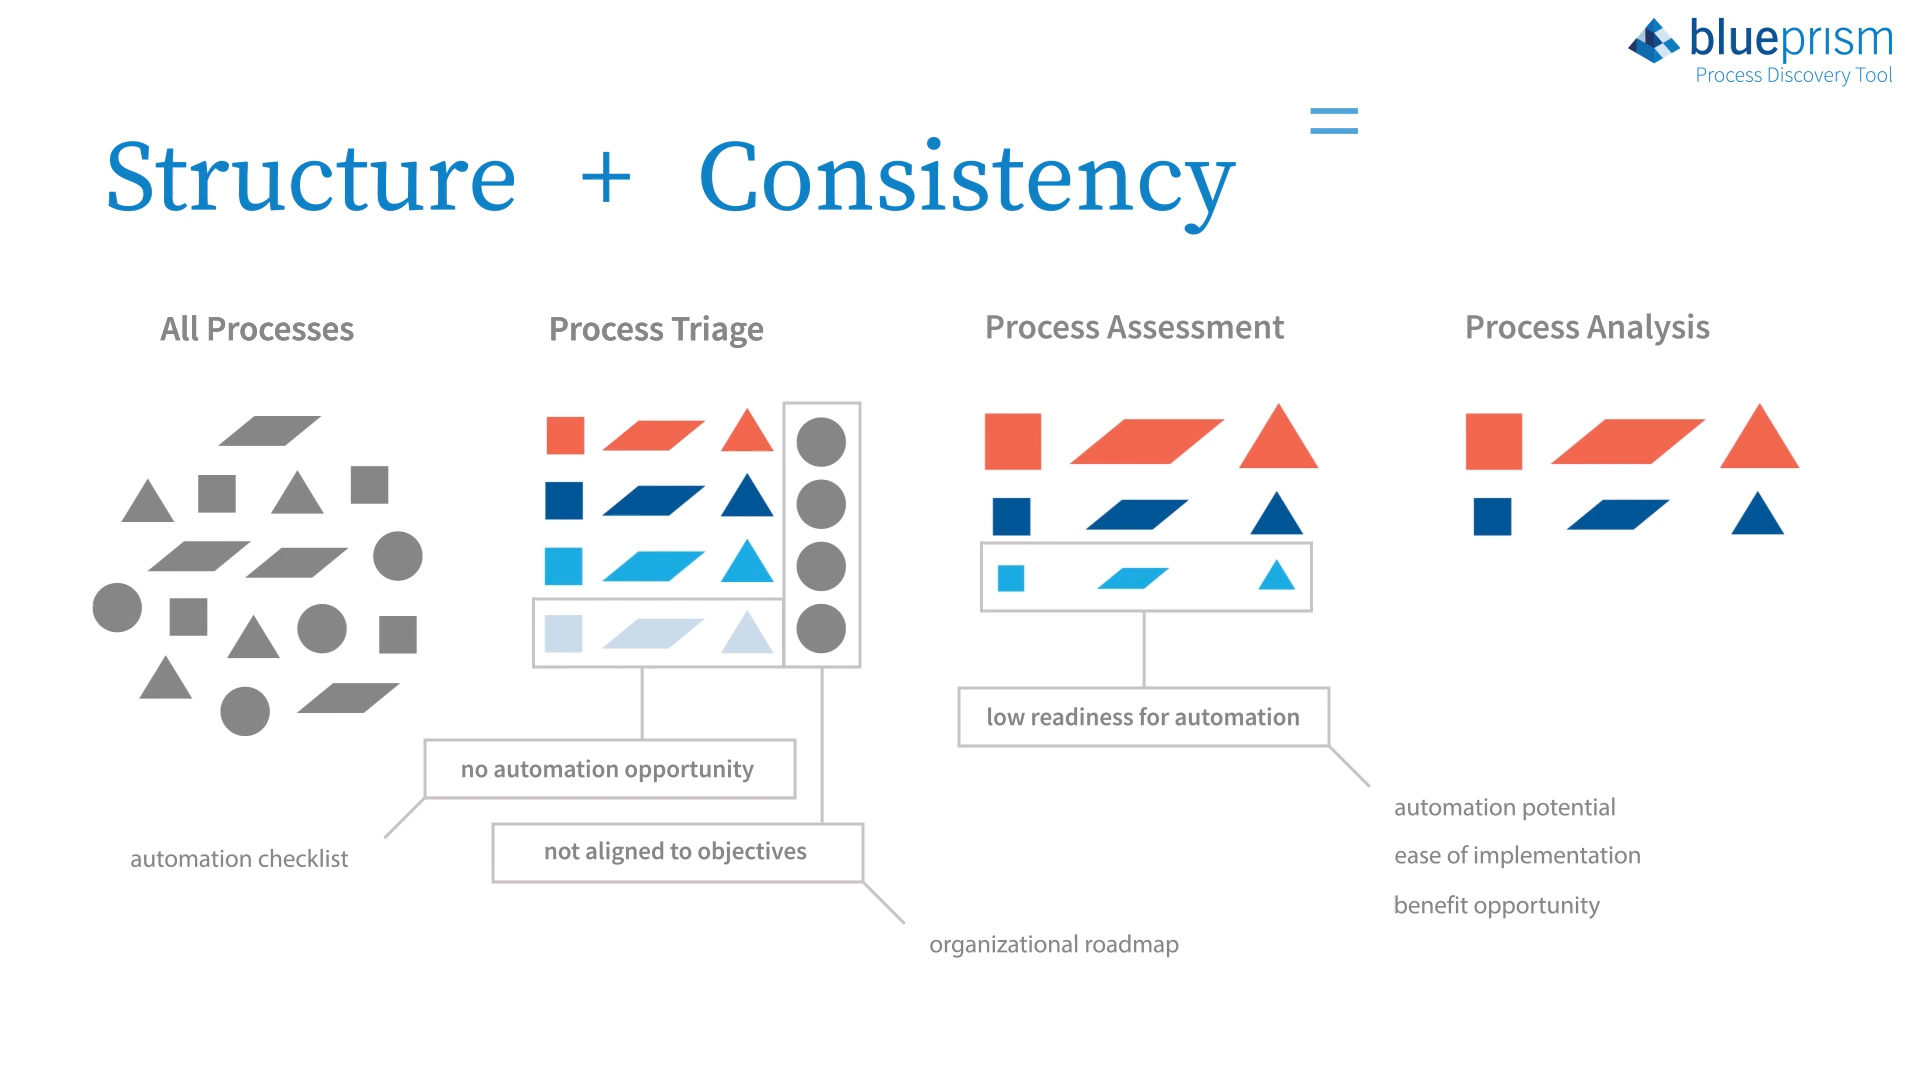 blueprism
Process Discovery Tool
Structure + Consistency =
All Processes
Process Triage
Process Assessment
Process Analysis
no automation opportunity
automation checklist
not aligned to objectives
organizational roadmap
low readiness for automation
automation potential
ease of implementation
benefit opportunity